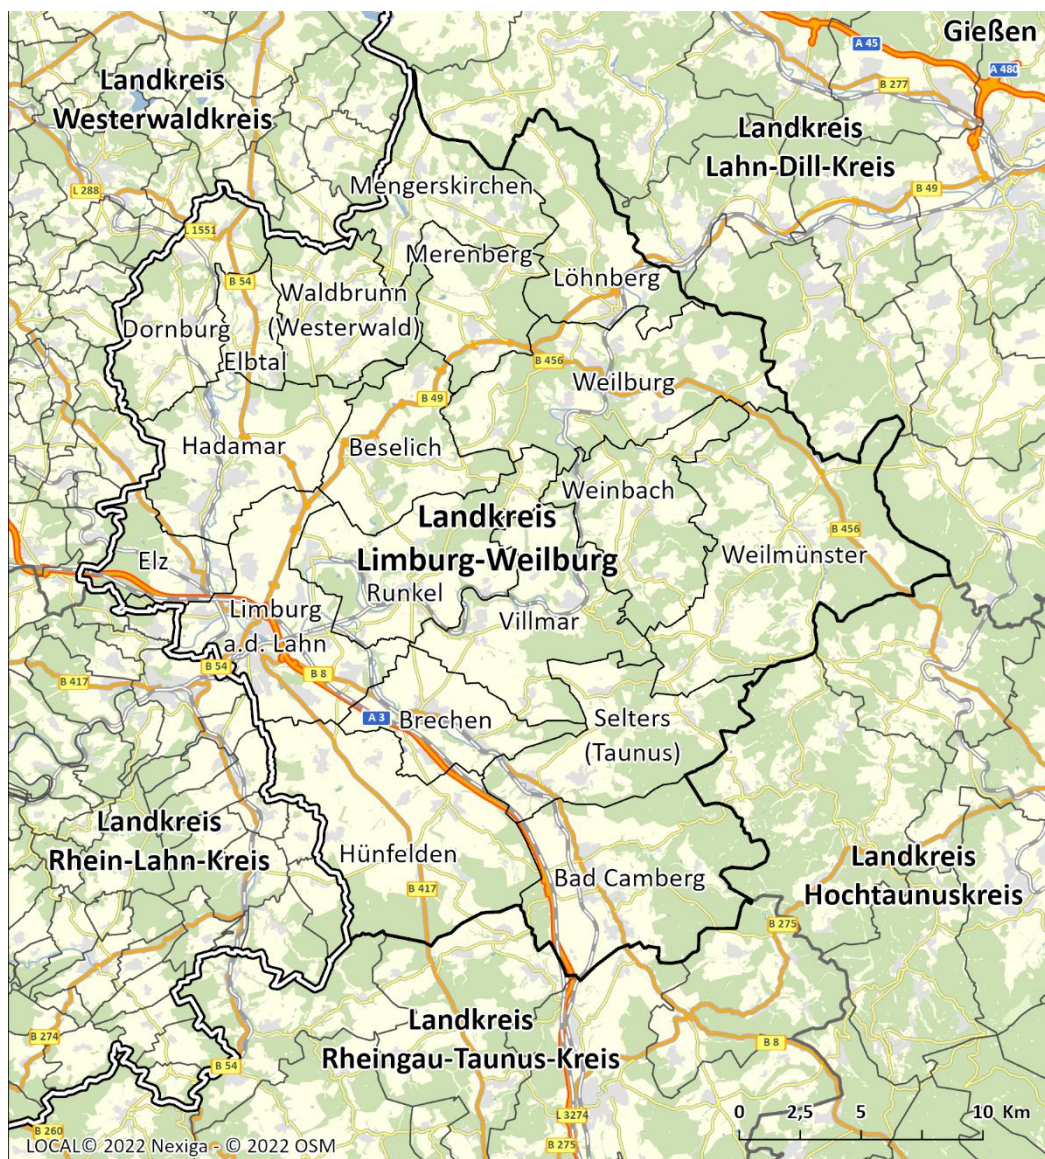 Gießen
A 45
A 480
B 277
Landkreis
Westerwaldkreis
Landkreis
Lahn-Dill-Kreis
L 288
B 49
Mengerskirchen
L 1551
Merenberg
B 54
Waldbrunn
(Westerwald)
Löhnberg
Dornburg
Elbtal
B 456
Weilburg
B 49
Hadamar
Beselich
Weinbach
Landkreis
Limburg-Weilburg
B 456
Weilmünster
Elz
Runkel
Limburg
a.d. Lahn
Villmar
B 54
B 8
B 417
A 3
Brechen
Selters
(Taunus)
Landkreis
Rhein-Lahn-Kreis
Hünfelden
B 417
Bad Camberg
Landkreis
Hochtaunuskreis
B 275
Landkreis
Rheingau-Taunus-Kreis
B 274
B 8
B 54
L 3274
B 275
B 260
0 2,5 5 10 Km
LOCAL© 2022 Nexiga - © 2022 OSM